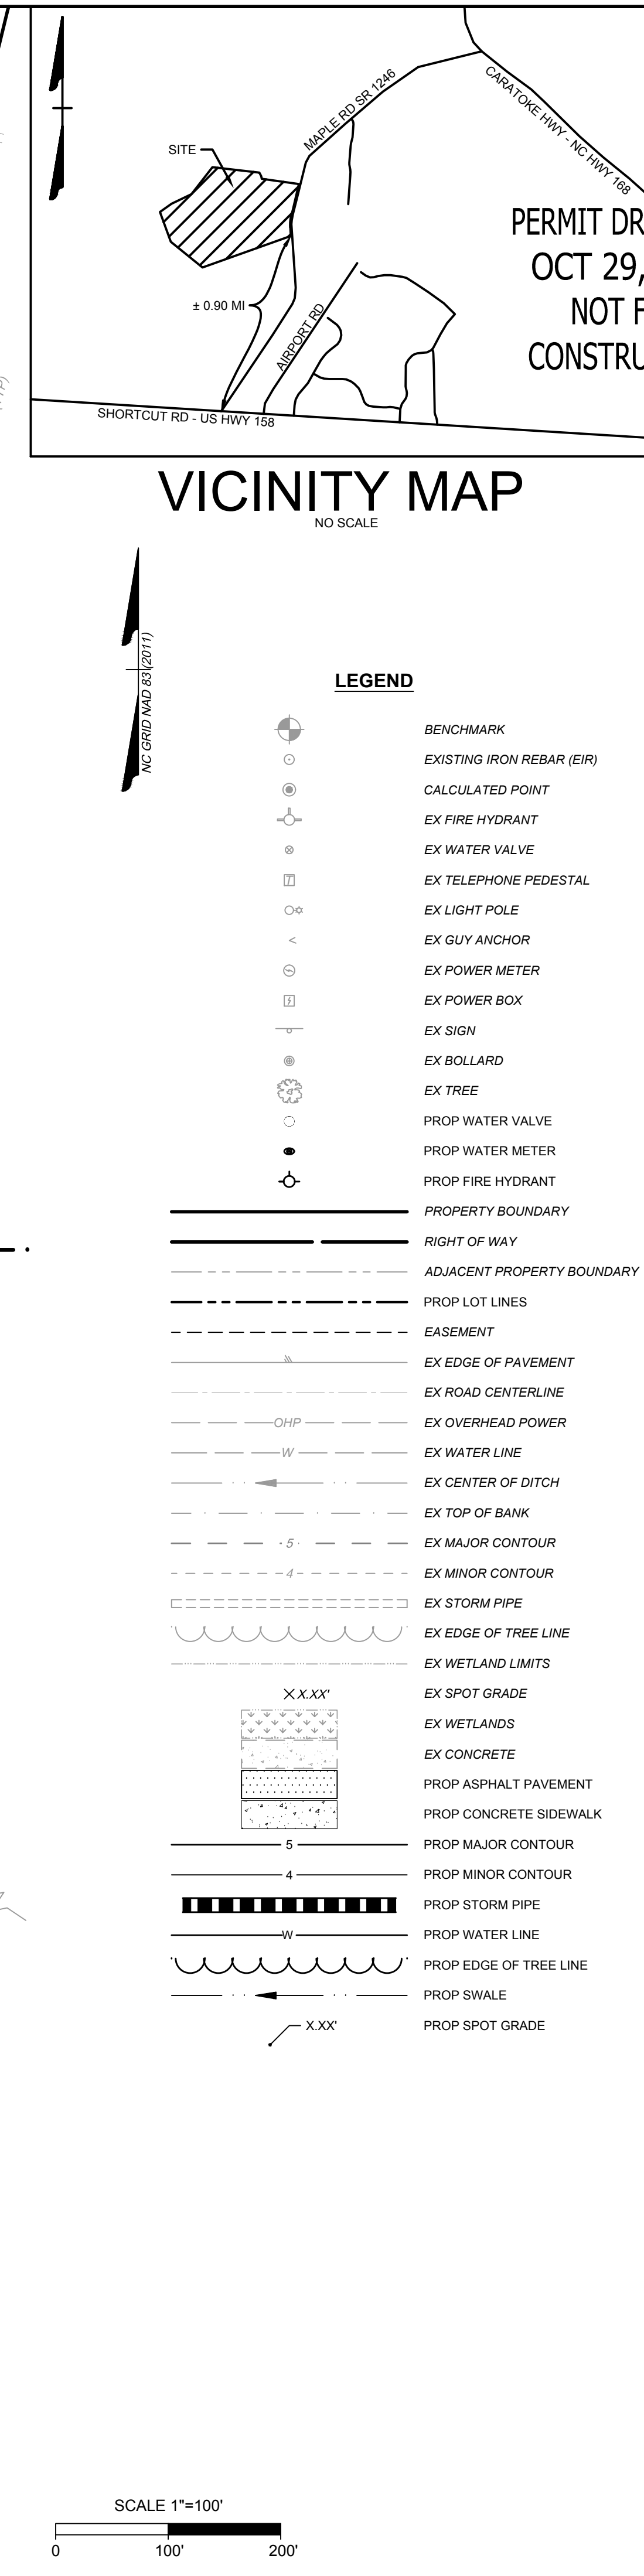 MAPLE RD SR 1246
CARATOKE HWY - NC HWY 168
SITE
PERMIT DR
OCT 29,
NOT F
CONSTRU
± 0.90 MI
AIRPORT RD
SHORTCUT RD - US HWY 158
VICINITY MAP
NO SCALE
NC GRID NAD 83 (2011)
LEGEND
BENCHMARK
EXISTING IRON REBAR (EIR)
CALCULATED POINT
EX FIRE HYDRANT
EX WATER VALVE
T EX TELEPHONE PEDESTAL
EX LIGHT POLE
EX GUY ANCHOR
EX POWER METER
EX POWER BOX
EX SIGN
EX BOLLARD
EX TREE
PROP WATER VALVE
PROP WATER METER
PROP FIRE HYDRANT
PROPERTY BOUNDARY
RIGHT OF WAY
ADJACENT PROPERTY BOUNDARY
PROP LOT LINES
EASEMENT
EX EDGE OF PAVEMENT
EX ROAD CENTERLINE
OHP EX OVERHEAD POWER
W EX WATER LINE
EX CENTER OF DITCH
EX TOP OF BANK
5 EX MAJOR CONTOUR
4 EX MINOR CONTOUR
EX STORM PIPE
EX EDGE OF TREE LINE
EX WETLAND LIMITS
X.XX' EX SPOT GRADE
EX WETLANDS
EX CONCRETE
PROP ASPHALT PAVEMENT
PROP CONCRETE SIDEWALK
5 PROP MAJOR CONTOUR
4 PROP MINOR CONTOUR
PROP STORM PIPE
W PROP WATER LINE
PROP EDGE OF TREE LINE
PROP SWALE
X.XX' PROP SPOT GRADE
SCALE 1"=100'
0 100' 200'